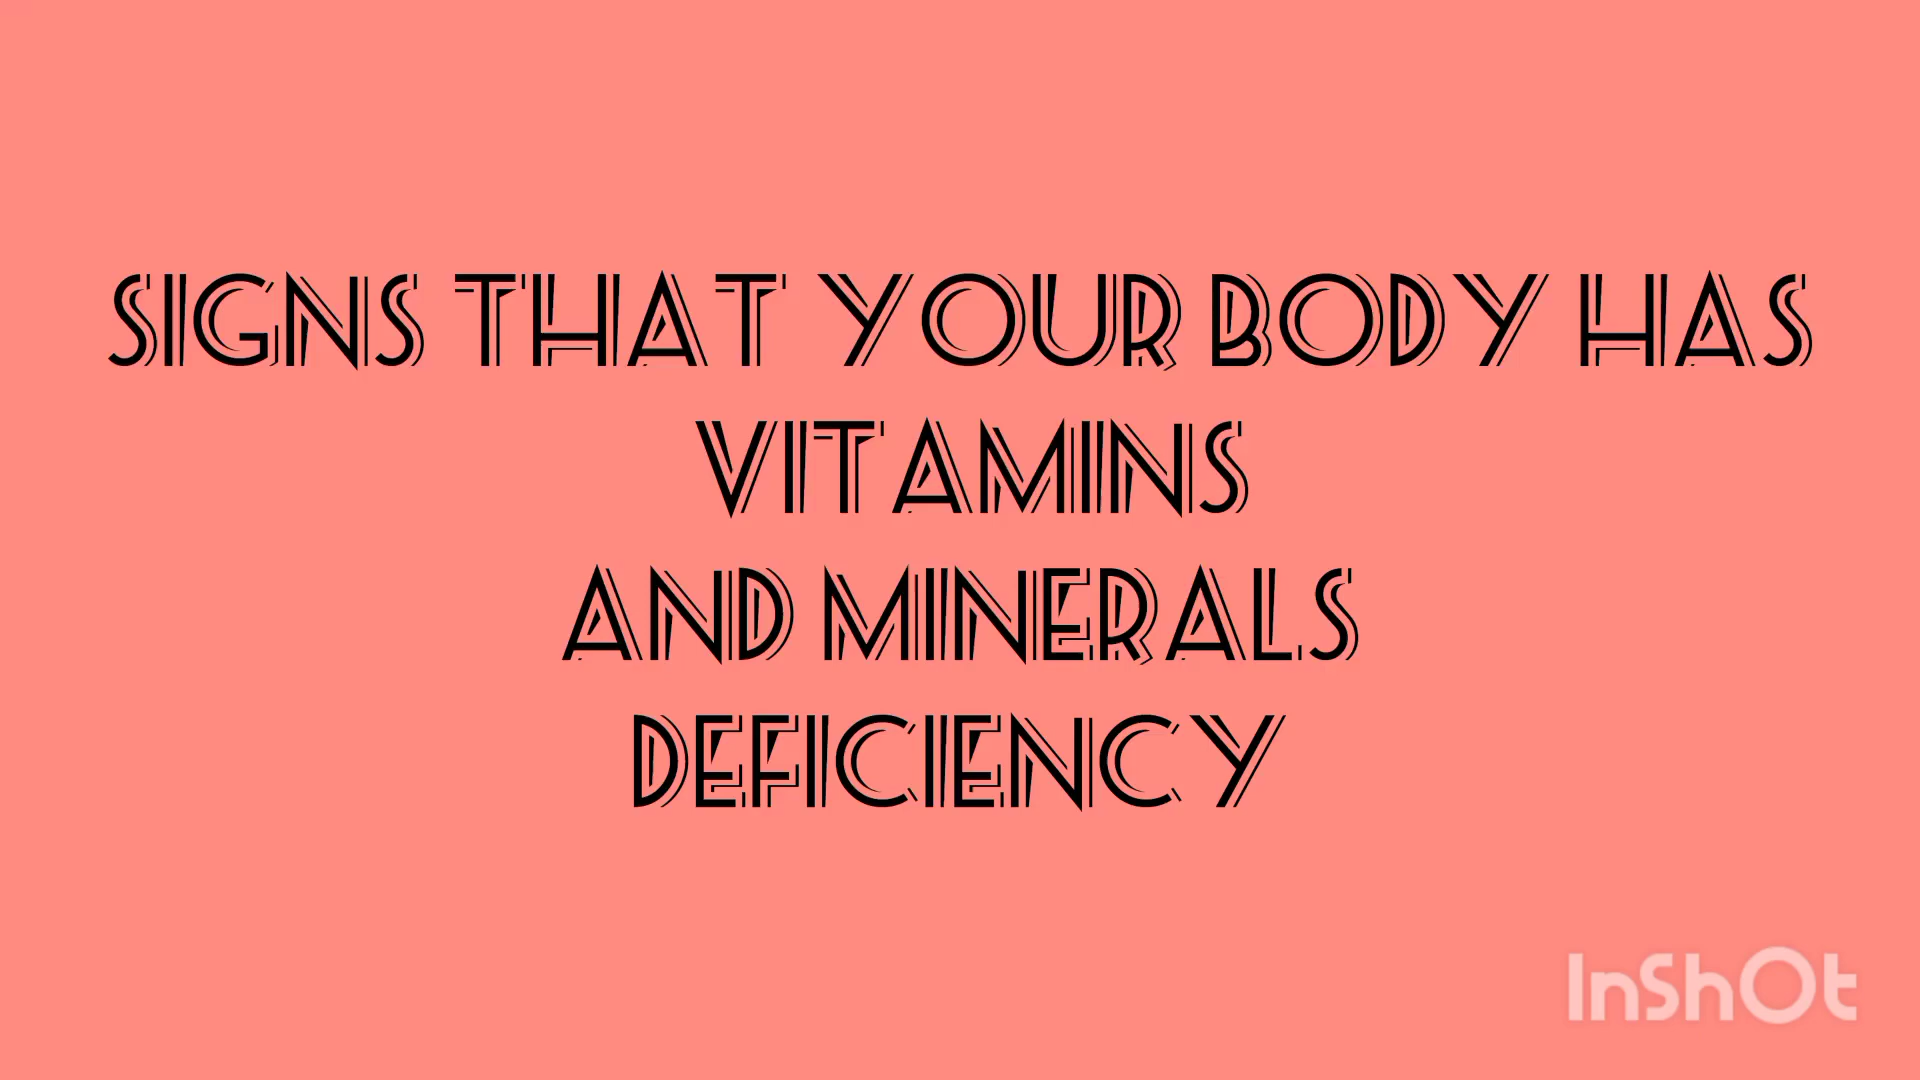 SIGNS THAT YOUR BODY HAS
VITAMINS
AND MINERALS
DEFICIENCY
InShOt